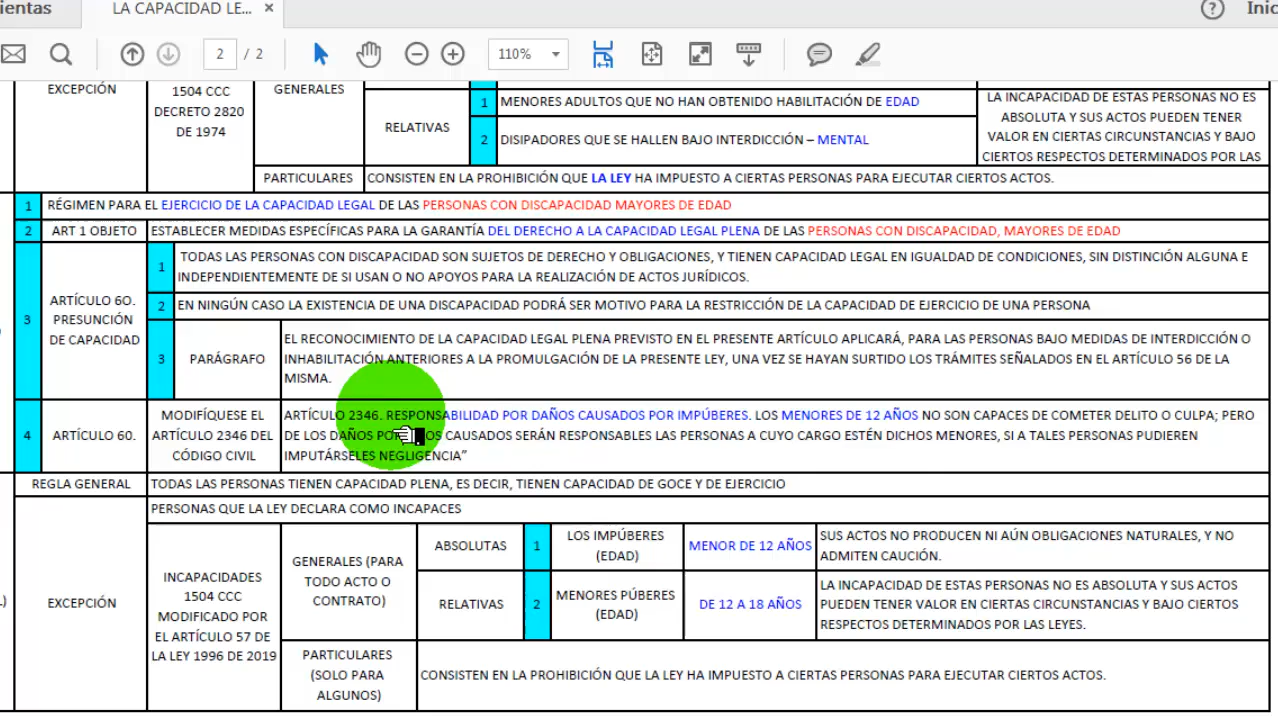 ientas
LA CAPACIDAD LE... ×
? Inic
2 / 2
110%
EXCEPCIÓN
1504 CCC
DECRETO 2820
DE 1974
GENERALES
RELATIVAS
1 MENORES ADULTOS QUE NO HAN OBTENIDO HABILITACIÓN DE EDAD
2 DISIPADORES QUE SE HALLEN BAJO INTERDICCIÓN – MENTAL
LA INCAPACIDAD DE ESTAS PERSONAS NO ES
ABSOLUTA Y SUS ACTOS PUEDEN TENER
VALOR EN CIERTAS CIRCUNSTANCIAS Y BAJO
CIERTOS RESPECTOS DETERMINADOS POR LAS
PARTICULARES CONSISTEN EN LA PROHIBICIÓN QUE LA LEY HA IMPUESTO A CIERTAS PERSONAS PARA EJECUTAR CIERTOS ACTOS.
1 RÉGIMEN PARA EL EJERCICIO DE LA CAPACIDAD LEGAL DE LAS PERSONAS CON DISCAPACIDAD MAYORES DE EDAD
2 ART 1 OBJETO ESTABLECER MEDIDAS ESPECÍFICAS PARA LA GARANTÍA DEL DERECHO A LA CAPACIDAD LEGAL PLENA DE LAS PERSONAS CON DISCAPACIDAD, MAYORES DE EDAD
3
ARTÍCULO 6O.
PRESUNCIÓN
DE CAPACIDAD
1
TODAS LAS PERSONAS CON DISCAPACIDAD SON SUJETOS DE DERECHO Y OBLIGACIONES, Y TIENEN CAPACIDAD LEGAL EN IGUALDAD DE CONDICIONES, SIN DISTINCIÓN ALGUNA E
INDEPENDIENTEMENTE DE SI USAN O NO APOYOS PARA LA REALIZACIÓN DE ACTOS JURÍDICOS.
2 EN NINGÚN CASO LA EXISTENCIA DE UNA DISCAPACIDAD PODRÁ SER MOTIVO PARA LA RESTRICCIÓN DE LA CAPACIDAD DE EJERCICIO DE UNA PERSONA
3 PARÁGRAFO
EL RECONOCIMIENTO DE LA CAPACIDAD LEGAL PLENA PREVISTO EN EL PRESENTE ARTÍCULO APLICARÁ, PARA LAS PERSONAS BAJO MEDIDAS DE INTERDICCIÓN O
INHABILITACIÓN ANTERIORES A LA PROMULGACIÓN DE LA PRESENTE LEY, UNA VEZ SE HAYAN SURTIDO LOS TRÁMITES SEÑALADOS EN EL ARTÍCULO 56 DE LA
MISMA.
4 ARTÍCULO 60.
MODIFÍQUESE EL
ARTÍCULO 2346 DEL
CÓDIGO CIVIL
ARTÍCULO 2346. RESPONSABILIDAD POR DAÑOS CAUSADOS POR IMPÚBERES. LOS MENORES DE 12 AÑOS NO SON CAPACES DE COMETER DELITO O CULPA; PERO
DE LOS DAÑOS CAUSADOS SERÁN RESPONSABLES LAS PERSONAS A CUYO CARGO ESTÉN DICHOS MENORES, SI A TALES PERSONAS PUDIEREN
IMPUTÁRSELES NEGLIGENCIA”
REGLA GENERAL TODAS LAS PERSONAS TIENEN CAPACIDAD PLENA, ES DECIR, TIENEN CAPACIDAD DE GOCE Y DE EJERCICIO
EXCEPCIÓN
PERSONAS QUE LA LEY DECLARA COMO INCAPACES
INCAPACIDADES
1504 CCC
MODIFICADO POR
EL ARTÍCULO 57 DE
LA LEY 1996 DE 2019
GENERALES (PARA
TODO ACTO O
CONTRATO)
ABSOLUTAS 1
LOS IMPÚBERES
(EDAD)
MENOR DE 12 AÑOS
SUS ACTOS NO PRODUCEN NI AÚN OBLIGACIONES NATURALES, Y NO
ADMITEN CAUCIÓN.
RELATIVAS 2
MENORES PÚBERES
(EDAD)
DE 12 A 18 AÑOS
LA INCAPACIDAD DE ESTAS PERSONAS NO ES ABSOLUTA Y SUS ACTOS
PUEDEN TENER VALOR EN CIERTAS CIRCUNSTANCIAS Y BAJO CIERTOS
RESPECTOS DETERMINADOS POR LAS LEYES.
PARTICULARES
(SOLO PARA
ALGUNOS)
CONSISTEN EN LA PROHIBICIÓN QUE LA LEY HA IMPUESTO A CIERTAS PERSONAS PARA EJECUTAR CIERTOS ACTOS.